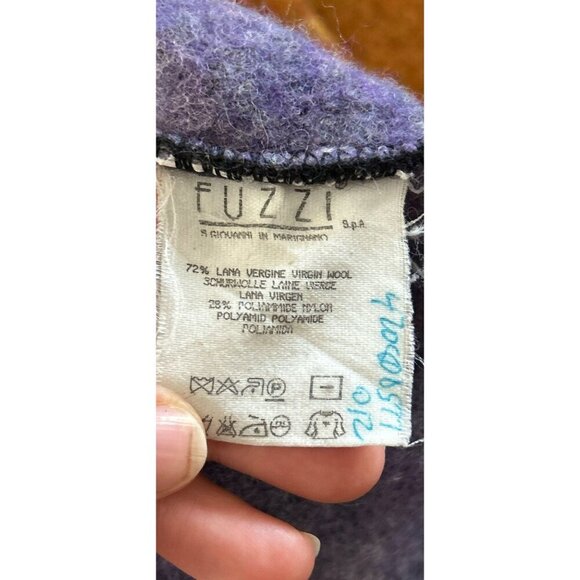 FUZZI®
S.p.A.
S GIOVANNI IN MARIGNANO
72% LANA VERGINE VIRGIN WOOL
SCHURWOLLE LAINE VIERGE
LANA VIRGEN
28% POLIAMMIDE NYLON
POLYAMID POLYAMIDE
POLIAMIDA
P
210